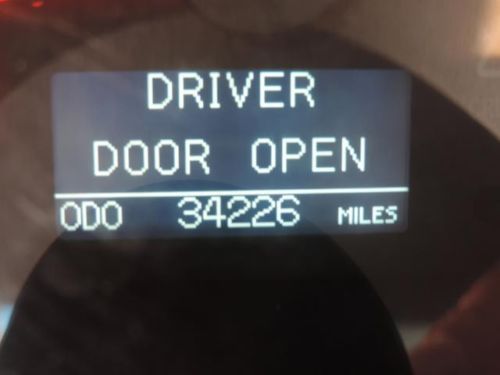 DRIVER
DOOR OPEN
ODO 34226 MILES